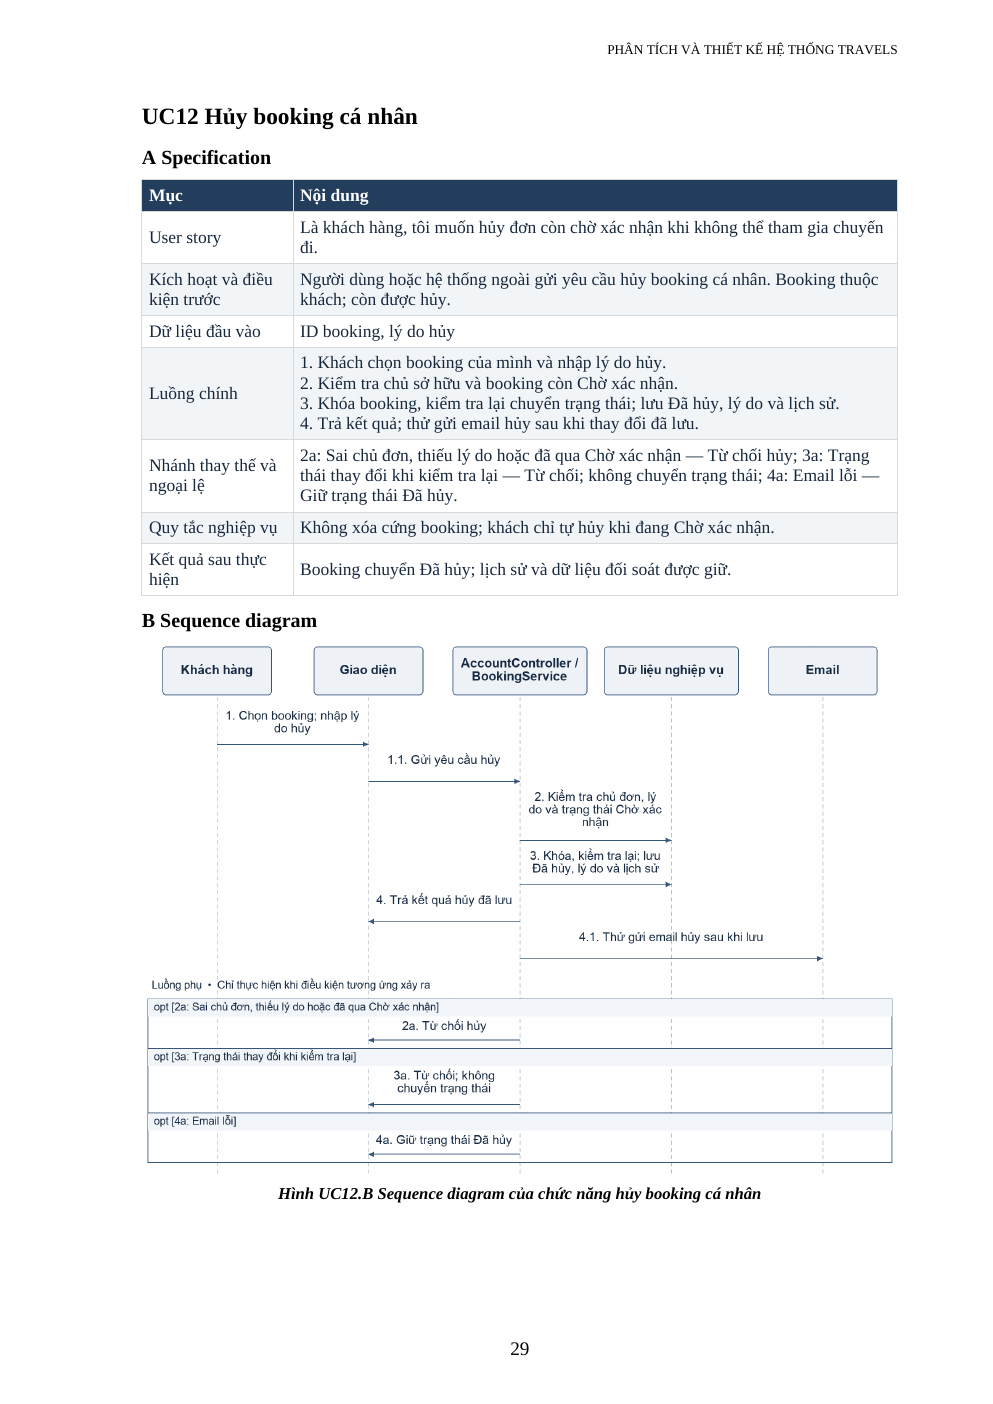 PHÂN TÍCH VÀ THIẾT KẾ HỆ THỐNG TRAVELS
UC12 Hủy booking cá nhân
A Specification
Mục
Nội dung
User story
Là khách hàng, tôi muốn hủy đơn còn chờ xác nhận khi không thể tham gia chuyến
đi.
Kích hoạt và điều
kiện trước
Người dùng hoặc hệ thống ngoài gửi yêu cầu hủy booking cá nhân. Booking thuộc
khách; còn được hủy.
Dữ liệu đầu vào
ID booking, lý do hủy
Luồng chính
1. Khách chọn booking của mình và nhập lý do hủy.
2. Kiểm tra chủ sở hữu và booking còn Chờ xác nhận.
3. Khóa booking, kiểm tra lại chuyển trạng thái; lưu Đã hủy, lý do và lịch sử.
4. Trả kết quả; thử gửi email hủy sau khi thay đổi đã lưu.
Nhánh thay thế và
ngoại lệ
2a: Sai chủ đơn, thiếu lý do hoặc đã qua Chờ xác nhận — Từ chối hủy; 3a: Trạng
thái thay đổi khi kiểm tra lại — Từ chối; không chuyển trạng thái; 4a: Email lỗi —
Giữ trạng thái Đã hủy.
Quy tắc nghiệp vụ
Không xóa cứng booking; khách chỉ tự hủy khi đang Chờ xác nhận.
Kết quả sau thực
hiện
Booking chuyển Đã hủy; lịch sử và dữ liệu đối soát được giữ.
B Sequence diagram
Khách hàng
Giao diện
AccountController /
BookingService
Dữ liệu nghiệp vụ
Email
1. Chọn booking; nhập lý
do hủy
1.1. Gửi yêu cầu hủy
2. Kiểm tra chủ đơn, lý
do và trạng thái Chờ xác
nhận
3. Khóa, kiểm tra lại; lưu
Đã hủy, lý do và lịch sử
4. Trả kết quả hủy đã lưu
4.1. Thử gửi email hủy sau khi lưu
Luồng phụ • Chỉ thực hiện khi điều kiện tương ứng xảy ra
opt [2a: Sai chủ đơn, thiếu lý do hoặc đã qua Chờ xác nhận]
2a. Từ chối hủy
opt [3a: Trạng thái thay đổi khi kiểm tra lại]
3a. Từ chối; không
chuyển trạng thái
opt [4a: Email lỗi]
4a. Giữ trạng thái Đã hủy
Hình UC12.B Sequence diagram của chức năng hủy booking cá nhân
29